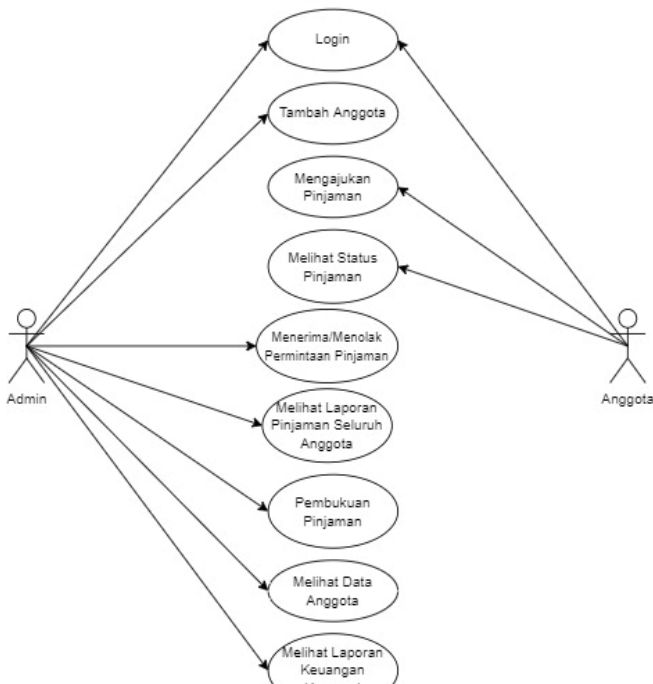 Login
Tambah Anggota
Mengajukan
Pinjaman
Melihat Status
Pinjaman
Menerima/Menolak
Permintaan Pinjaman
Admin
Anggota
Melihat Laporan
Pinjaman Seluruh
Anggota
Pembukuan
Pinjaman
Melihat Data
Anggota
Melihat Laporan
Keuangan